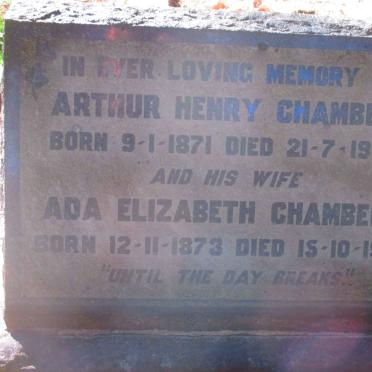 IN EVER LOVING MEMORY
ARTHUR HENRY CHAMBE
BORN 9-1-1871 DIED 21-7-19
AND HIS WIFE
ADA ELIZABETH CHAMBE
BORN 12-11-1873 DIED 15-10-1
"UNTIL THE DAY BREAKS."